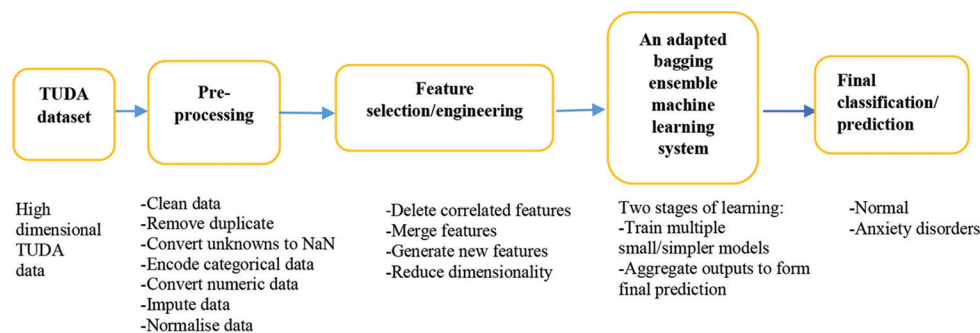 TUDA
dataset
Pre-
processing
Feature
selection/engineering
An adapted
bagging
ensemble
machine
learning
system
Final
classification/
prediction
High
dimensional
TUDA
data
-Clean data
-Remove duplicate
-Convert unknowns to NaN
-Encode categorical data
-Convert numeric data
-Impute data
-Normalise data
-Delete correlated features
-Merge features
-Generate new features
-Reduce dimensionality
Two stages of learning:
-Train multiple
small/simpler models
-Aggregate outputs to form
final prediction
-Normal
-Anxiety disorders